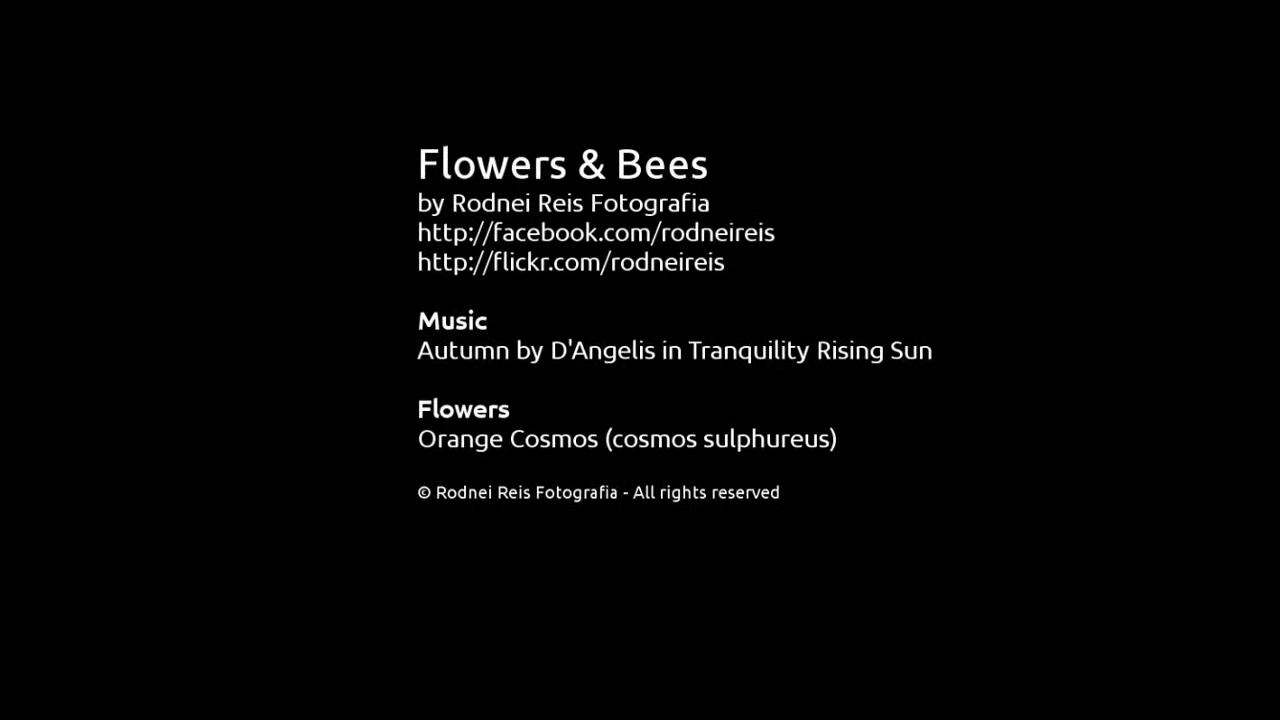 Flowers & Bees
by Rodnei Reis Fotografia
http://facebook.com/rodneireis
http://flickr.com/rodneireis
Music
Autumn by D'Angelis in Tranquility Rising Sun
Flowers
Orange Cosmos (cosmos sulphureus)
© Rodnei Reis Fotografia - All rights reserved